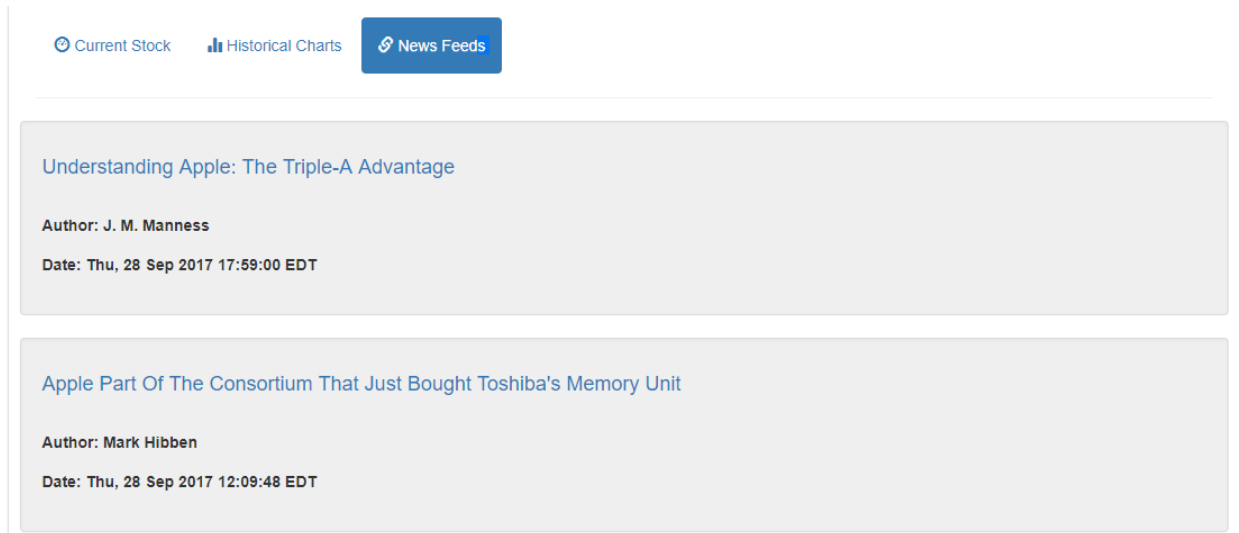 Current Stock Historical Charts News Feeds
Understanding Apple: The Triple-A Advantage
Author: J. M. Manness
Date: Thu, 28 Sep 2017 17:59:00 EDT
Apple Part Of The Consortium That Just Bought Toshiba's Memory Unit
Author: Mark Hibben
Date: Thu, 28 Sep 2017 12:09:48 EDT